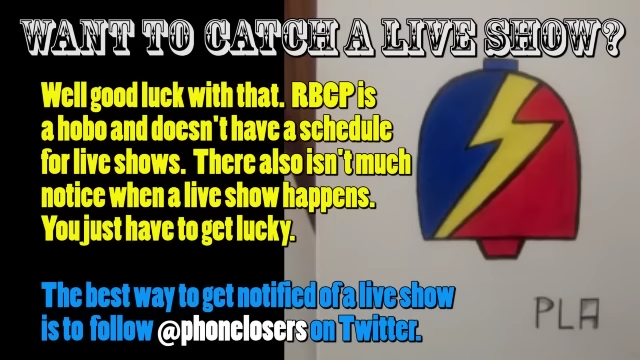 WANT TO CATCH A LIVE SHOW?
Well good luck with that. RBCP is
a hobo and doesn't have a schedule
for live shows. There also isn't much
notice when a live show happens.
You just have to get lucky.
The best way to get notified of a live show
is to follow @phonelosers on Twitter.
PLA